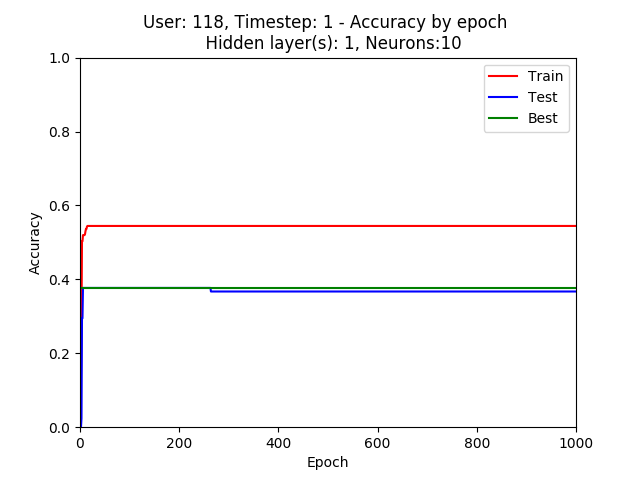 User: 118, Timestep: 1 - Accuracy by epoch
Hidden layer(s): 1, Neurons:10
Train
Test
Best
1.0
0.8
0.6
0.4
0.2
0.0
Accuracy
0 200 400 600 800 1000
Epoch